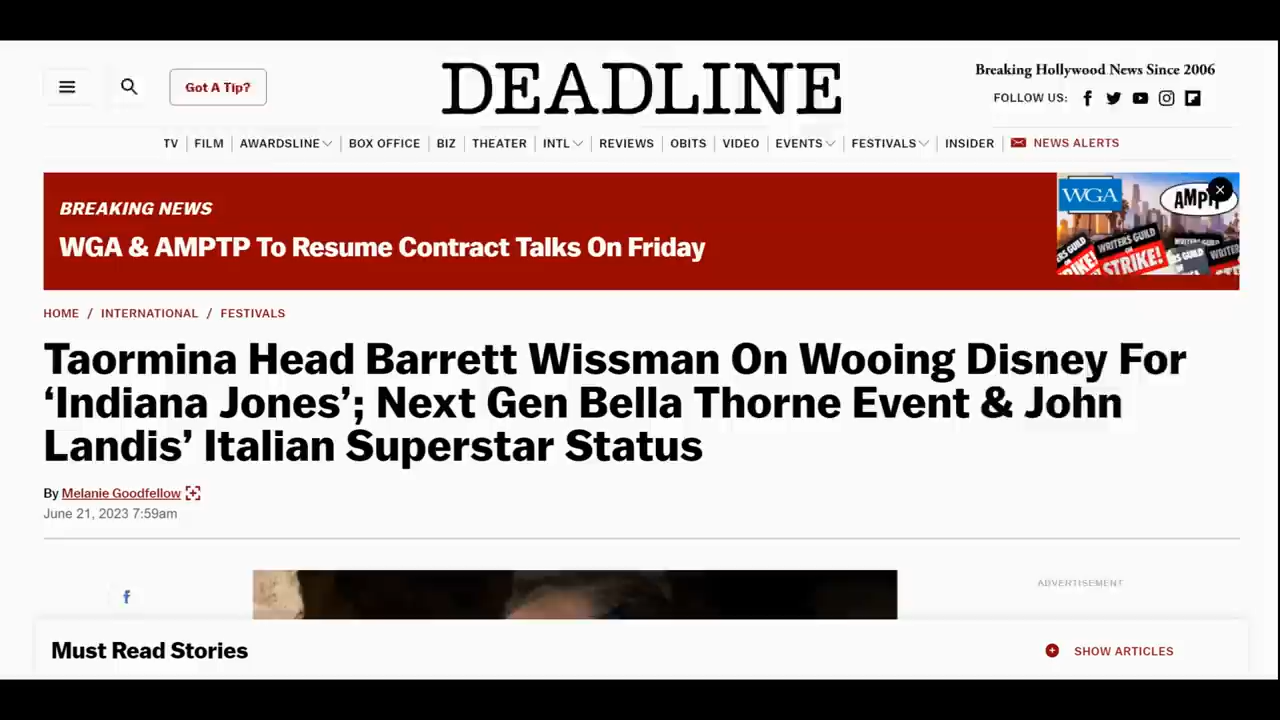 Got A Tip?
DEADLINE
Breaking Hollywood News Since 2006
FOLLOW US:
TV FILM AWARDSLINE BOX OFFICE BIZ THEATER INTL REVIEWS OBITS VIDEO EVENTS FESTIVALS INSIDER NEWS ALERTS
BREAKING NEWS
WGA & AMPTP To Resume Contract Talks On Friday
WGA
WRITERS GUILD
STRIKE!
HOME / INTERNATIONAL / FESTIVALS
Taormina Head Barrett Wissman On Wooing Disney For
‘Indiana Jones’; Next Gen Bella Thorne Event & John
Landis’ Italian Superstar Status
By Melanie Goodfellow
June 21, 2023 7:59am
ADVERTISEMENT
Must Read Stories
SHOW ARTICLES